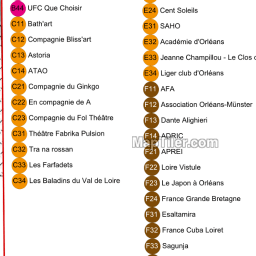 H44 UFC Que Choisir
C11 Bath'art
C12 Compagnie Bliss'art
C13 Astoria
C14 ATAO
C21 Compagnie du Ginkgo
C22 En compagnie de A
C23 Compagnie du Fol Théâtre
C31 Théâtre Fabrika Pulsion
C32 Tra na rossan
C33 Les Farfadets
C34 Les Baladins du Val de Loire
E24 Cent Soleils
E31 SAHO
E32 Académie d'Orléans
E33 Jeanne Champillou - Le Clos d
E34 Liger club d'Orléans
F11 AFA
F12 Association Orléans-Münster
F13 Dante Alighieri
F14 ADRIC
F21 APREI
F22 Loire Vistule
F23 Le Japon à Orléans
F24 France Grande Bretagne
F31 Esaltamira
F32 France Cuba Loiret
F33 Sagunja